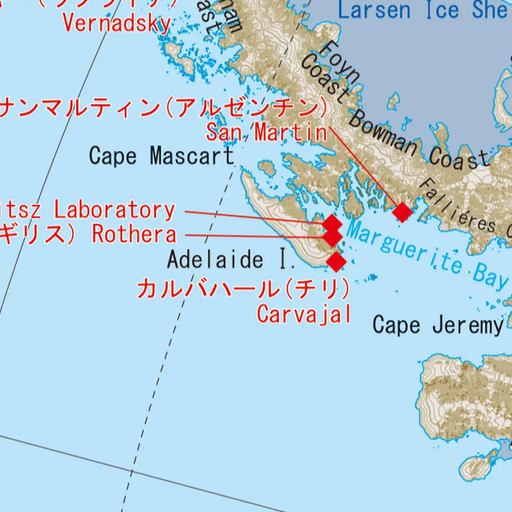 Vernadsky
Larsen Ice She
Foyn
Coast
Bowman Coast
サンマルティン(アルゼンチン)
San Martin
Cape Mascart
Fallières C
itsz Laboratory
ギリス) Rothera
Marguerite Bay
Adelaide I.
カルバハール(チリ)
Carvajal
Cape Jeremy